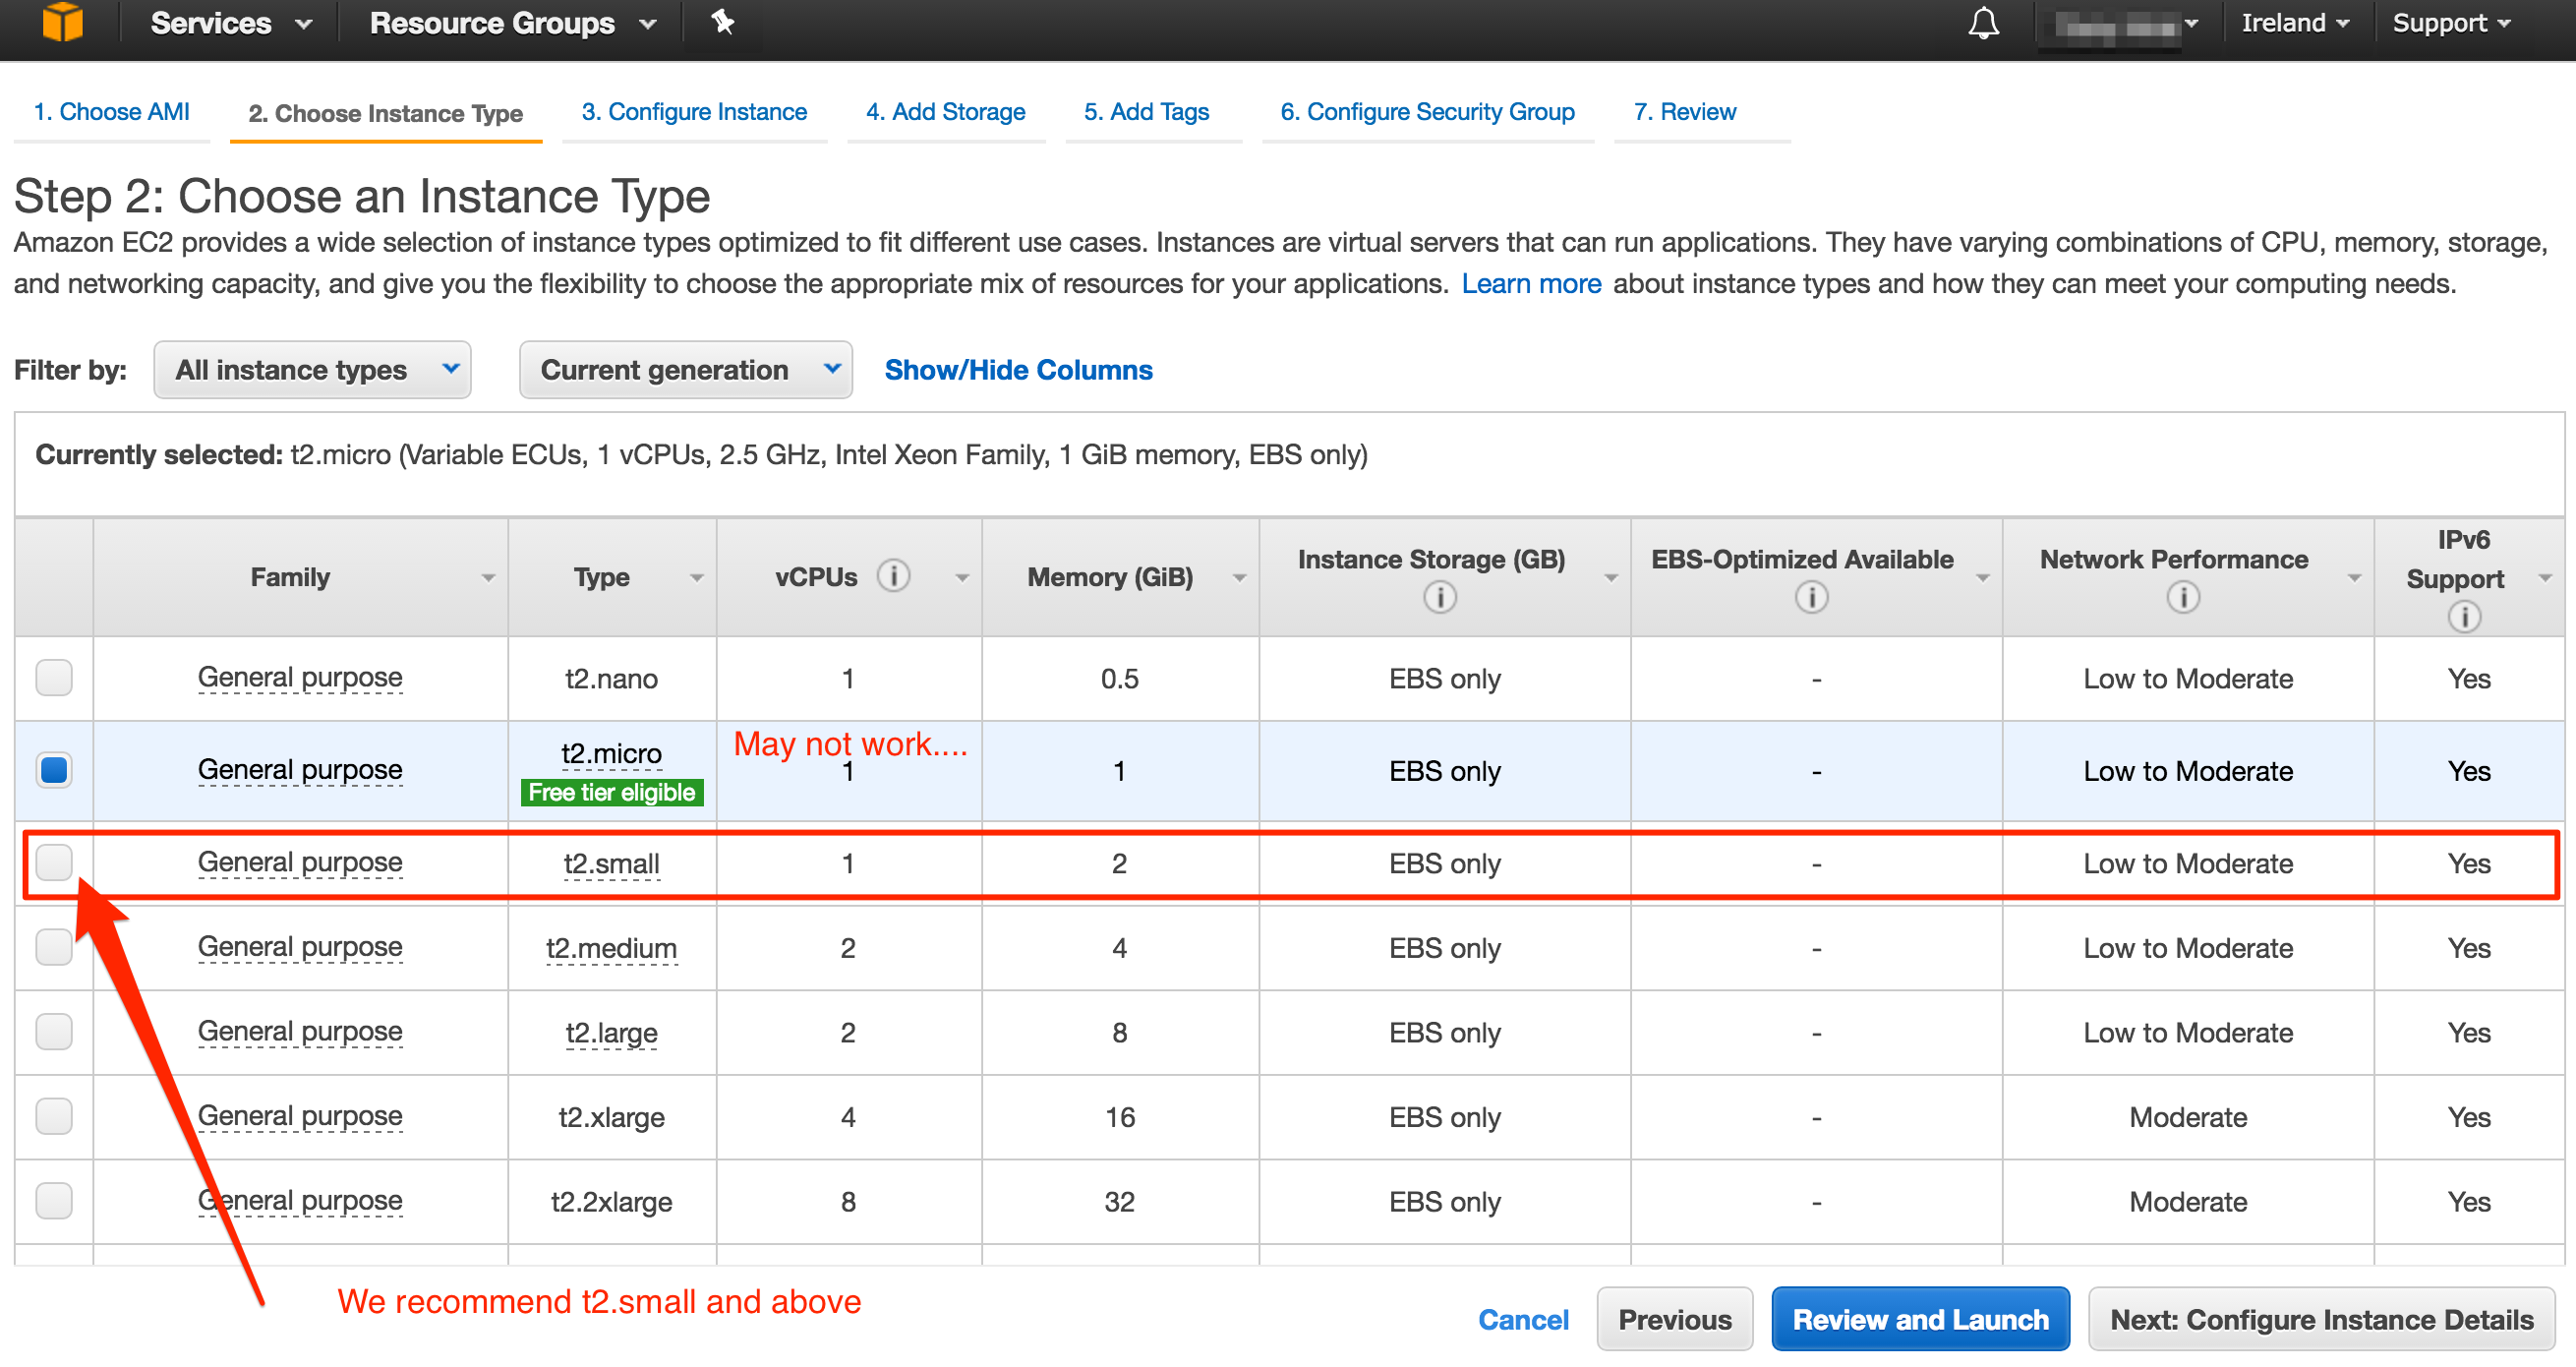 Services Resource Groups Ireland Support
1. Choose AMI 2. Choose Instance Type 3. Configure Instance 4. Add Storage 5. Add Tags 6. Configure Security Group 7. Review
Step 2: Choose an Instance Type
Amazon EC2 provides a wide selection of instance types optimized to fit different use cases. Instances are virtual servers that can run applications. They have varying combinations of CPU, memory, storage,
and networking capacity, and give you the flexibility to choose the appropriate mix of resources for your applications. Learn more about instance types and how they can meet your computing needs.
Filter by: All instance types Current generation Show/Hide Columns
Currently selected: t2.micro (Variable ECUs, 1 vCPUs, 2.5 GHz, Intel Xeon Family, 1 GiB memory, EBS only)
Family Type vCPUs Memory (GiB) Instance Storage (GB) EBS-Optimized Available Network Performance IPv6
Support
General purpose t2.nano 1 0.5 EBS only - Low to Moderate Yes
May not work....
General purpose t2.micro 1 1 EBS only - Low to Moderate Yes
Free tier eligible
General purpose t2.small 1 2 EBS only - Low to Moderate Yes
General purpose t2.medium 2 4 EBS only - Low to Moderate Yes
General purpose t2.large 2 8 EBS only - Low to Moderate Yes
General purpose t2.xlarge 4 16 EBS only - Moderate Yes
General purpose t2.2xlarge 8 32 EBS only - Moderate Yes
We recommend t2.small and above
Cancel Previous Review and Launch Next: Configure Instance Details